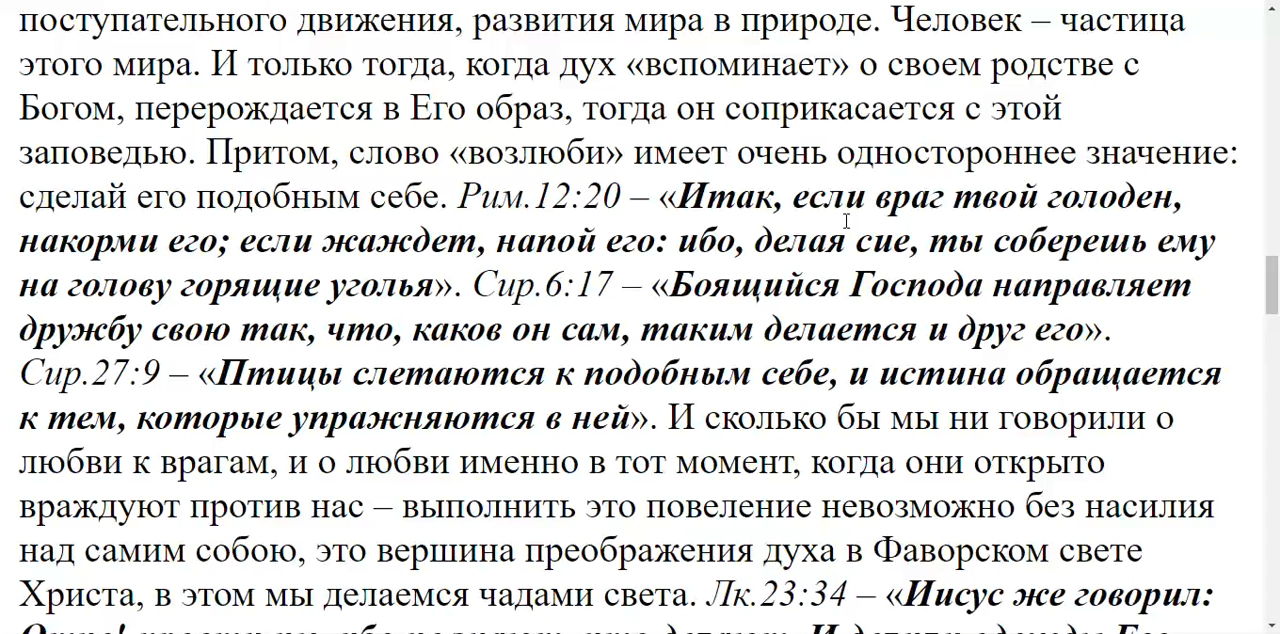 поступательного движения, развития мира в природе. Человек – частица
этого мира. И только тогда, когда дух «вспоминает» о своем родстве с
Богом, перерождается в Его образ, тогда он соприкасается с этой
заповедью. Притом, слово «возлюби» имеет очень одностороннее значение:
сделай его подобным себе. Рим.12:20 – «Итак, если враг твой голоден,
накорми его; если жаждет, напой его: ибо, делая сие, ты соберешь ему
на голову горящие уголья». Сир.6:17 – «Боящийся Господа направляет
дружбу свою так, что, каков он сам, таким делается и друг его».
Сир.27:9 – «Птицы слетаются к подобным себе, и истина обращается
к тем, которые упражняются в ней». И сколько бы мы ни говорили о
любви к врагам, и о любви именно в тот момент, когда они открыто
враждуют против нас – выполнить это повеление невозможно без насилия
над самим собою, это вершина преображения духа в Фаворском свете
Христа, в этом мы делаемся чадами света. Лк.23:34 – «Иисус же говорил: